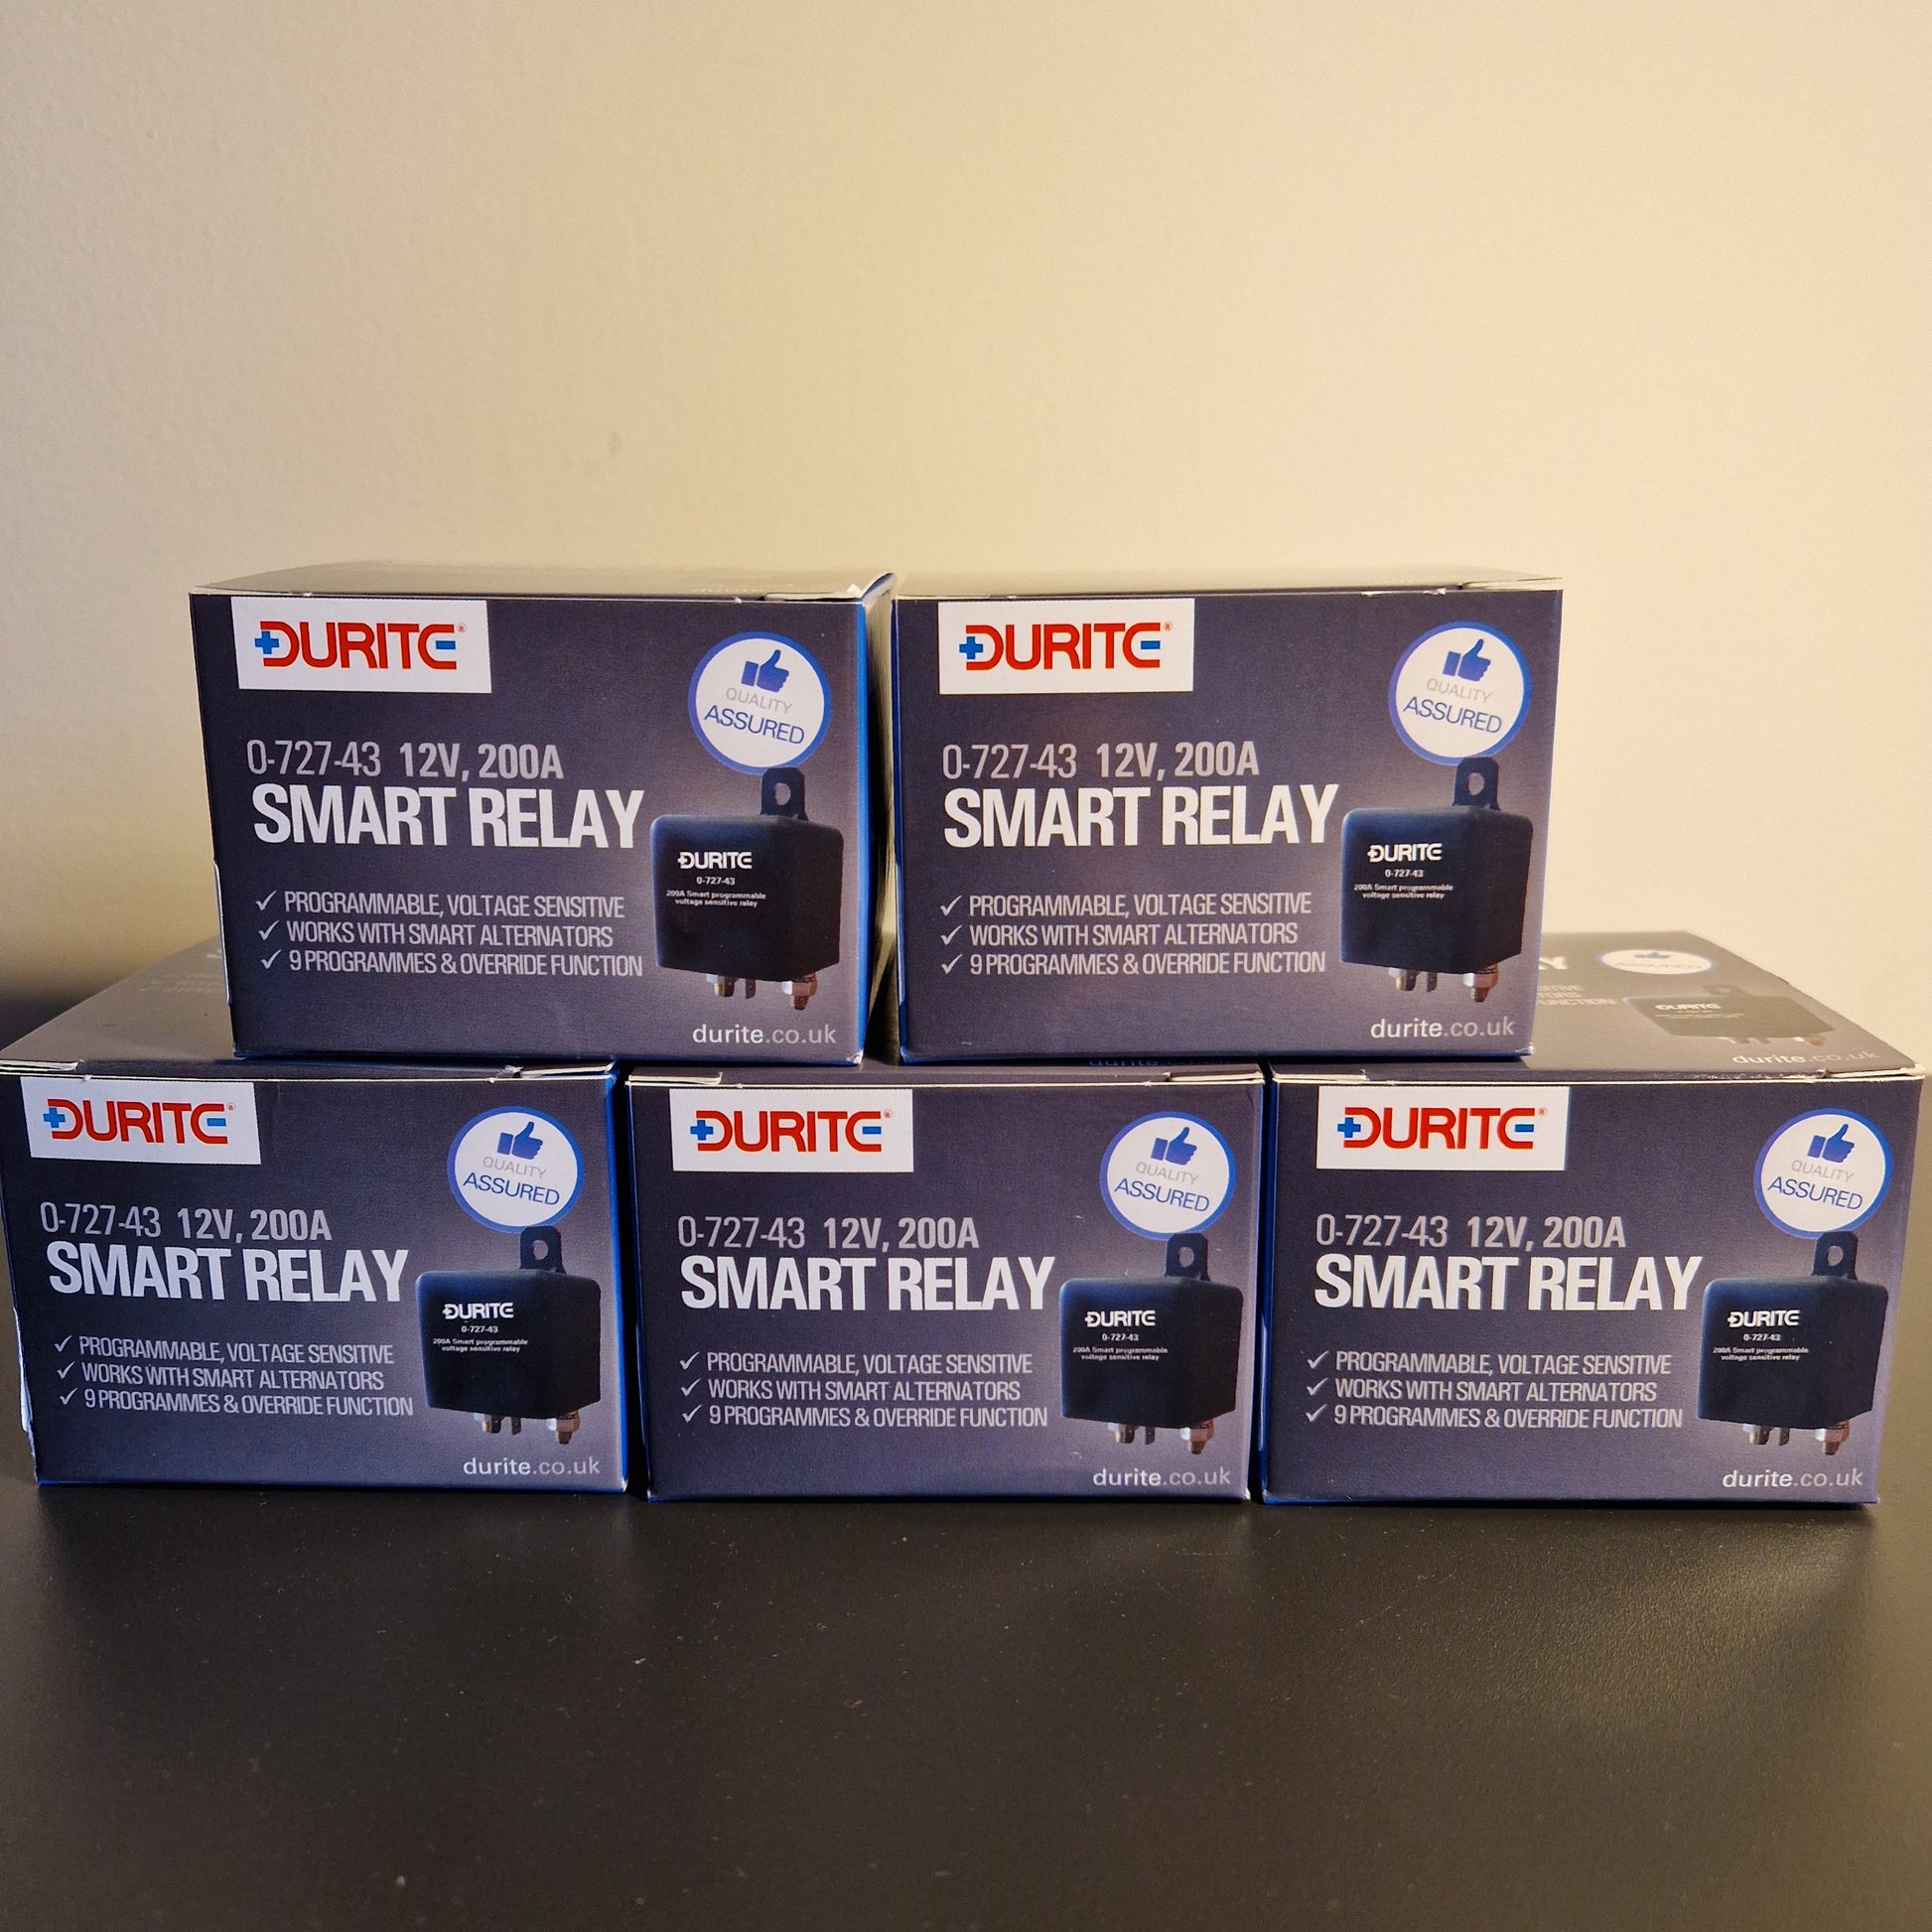 DURITE®
QUALITY
ASSURED
0-727-43 12V, 200A
SMART RELAY
DURITE
0-727-43
200A Smart programmable
voltage sensitive relay
✓ PROGRAMMABLE, VOLTAGE SENSITIVE
✓ WORKS WITH SMART ALTERNATORS
✓ 9 PROGRAMMES & OVERRIDE FUNCTION
durite.co.uk
DURITE®
QUALITY
ASSURED
0-727-43 12V, 200A
SMART RELAY
DURITE
0-727-43
200A Smart programmable
voltage sensitive relay
✓ PROGRAMMABLE, VOLTAGE SENSITIVE
✓ WORKS WITH SMART ALTERNATORS
✓ 9 PROGRAMMES & OVERRIDE FUNCTION
durite.co.uk
ASSURED
DURITE
durite.co.uk
durite.co.uk
DURITE®
QUALITY
ASSURED
0-727-43 12V, 200A
SMART RELAY
DURITE
0-727-43
200A Smart programmable
voltage sensitive relay
✓ PROGRAMMABLE, VOLTAGE SENSITIVE
✓ WORKS WITH SMART ALTERNATORS
✓ 9 PROGRAMMES & OVERRIDE FUNCTION
durite.co.uk
DURITE®
QUALITY
ASSURED
0-727-43 12V, 200A
SMART RELAY
DURITE
0-727-43
200A Smart programmable
voltage sensitive relay
✓ PROGRAMMABLE, VOLTAGE SENSITIVE
✓ WORKS WITH SMART ALTERNATORS
✓ 9 PROGRAMMES & OVERRIDE FUNCTION
durite.co.uk
DURITE®
QUALITY
ASSURED
0-727-43 12V, 200A
SMART RELAY
DURITE
0-727-43
200A Smart programmable
voltage sensitive relay
✓ PROGRAMMABLE, VOLTAGE SENSITIVE
✓ WORKS WITH SMART ALTERNATORS
✓ 9 PROGRAMMES & OVERRIDE FUNCTION
durite.co.uk